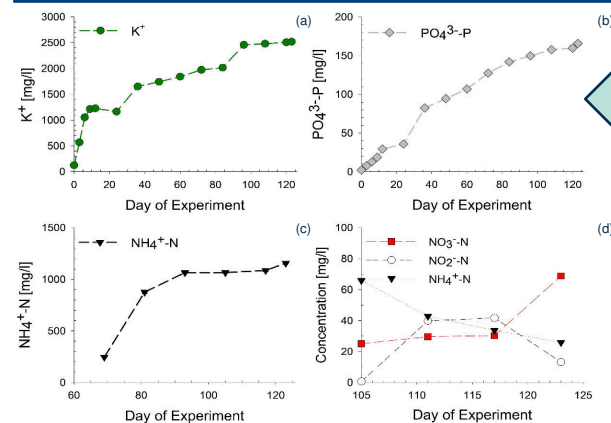 (a)
K+
K+ [mg/l]
3000
2500
2000
1500
1000
500
0
0 20 40 60 80 100 120
Day of Experiment
(b)
PO4³⁻-P
PO4³⁻-P [mg/l]
200
150
100
50
0
0 20 40 60 80 100 120
Day of Experiment
(c)
NH4⁺-N
NH4⁺-N [mg/l]
1500
1000
500
0
60 80 100 120
Day of Experiment
(d)
NO3⁻-N
NO2⁻-N
NH4⁺-N
Concentration [mg/l]
100
80
60
40
20
0
105 110 115 120 125
Day of Experiment